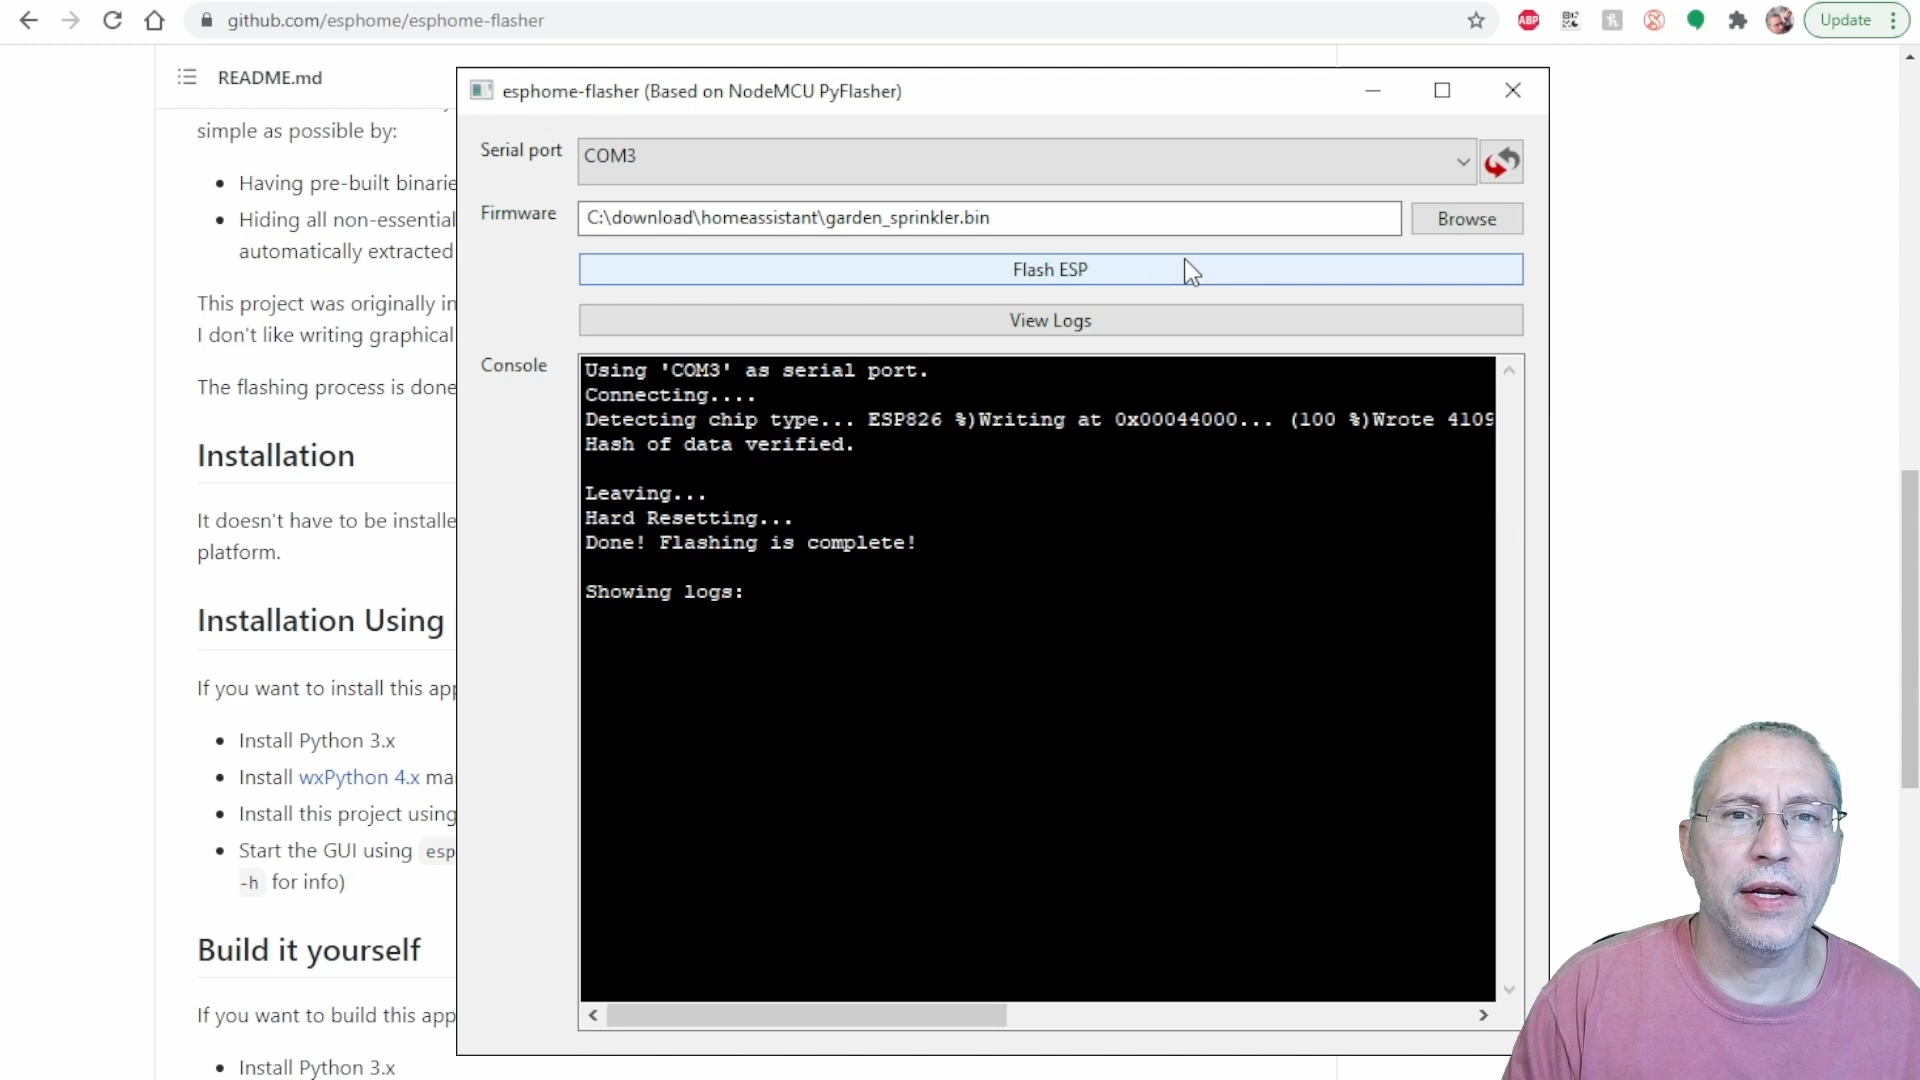 github.com/esphome/esphome-flasher
ABP
Update
README.md
simple as possible by:
Having pre-built binarie
Hiding all non-essential
automatically extracted
This project was originally in
I don't like writing graphical
The flashing process is done
Installation
It doesn't have to be installe
platform.
Installation Using
If you want to install this app
Install Python 3.x
Install wxPython 4.x ma
Install this project using
Start the GUI using esp
-h for info)
Build it yourself
If you want to build this app
Install Python 3.x
esphome-flasher (Based on NodeMCU PyFlasher)
Serial port
COM3
Firmware
C:\download\homeassistant\garden_sprinkler.bin
Browse
Flash ESP
View Logs
Console
Using 'COM3' as serial port.
Connecting....
Detecting chip type... ESP826 %)Writing at 0x00044000... (100 %)Wrote 4109
Hash of data verified.
Leaving...
Hard Resetting...
Done! Flashing is complete!
Showing logs: